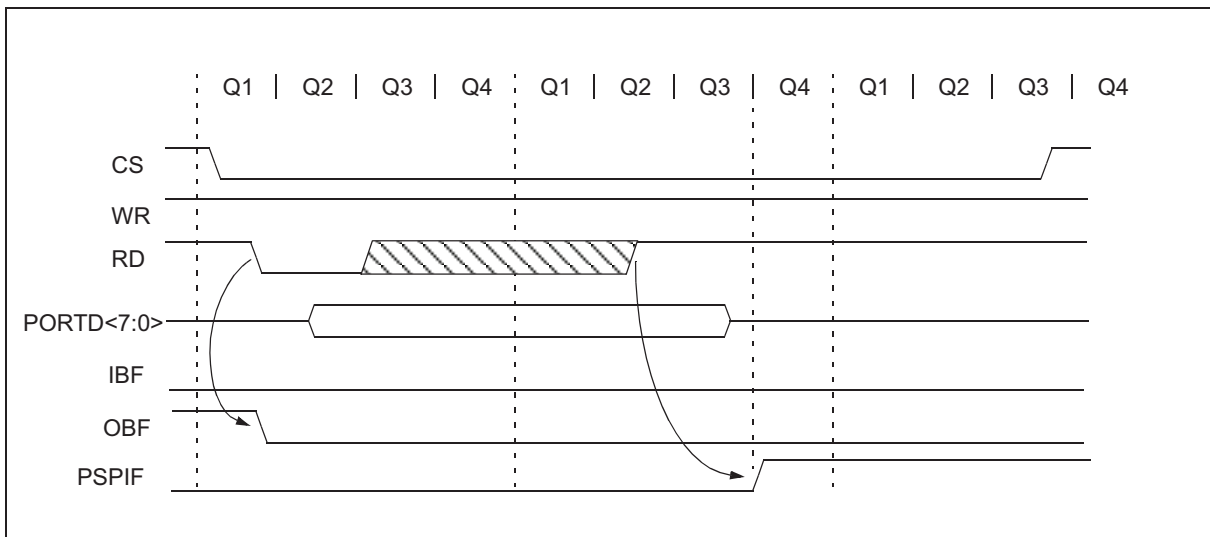 Q1 | Q2 | Q3 | Q4 Q1 | Q2 | Q3 Q4 Q1 | Q2 | Q3 | Q4
CS
WR
RD
PORTD<7:0>
IBF
OBF
PSPIF